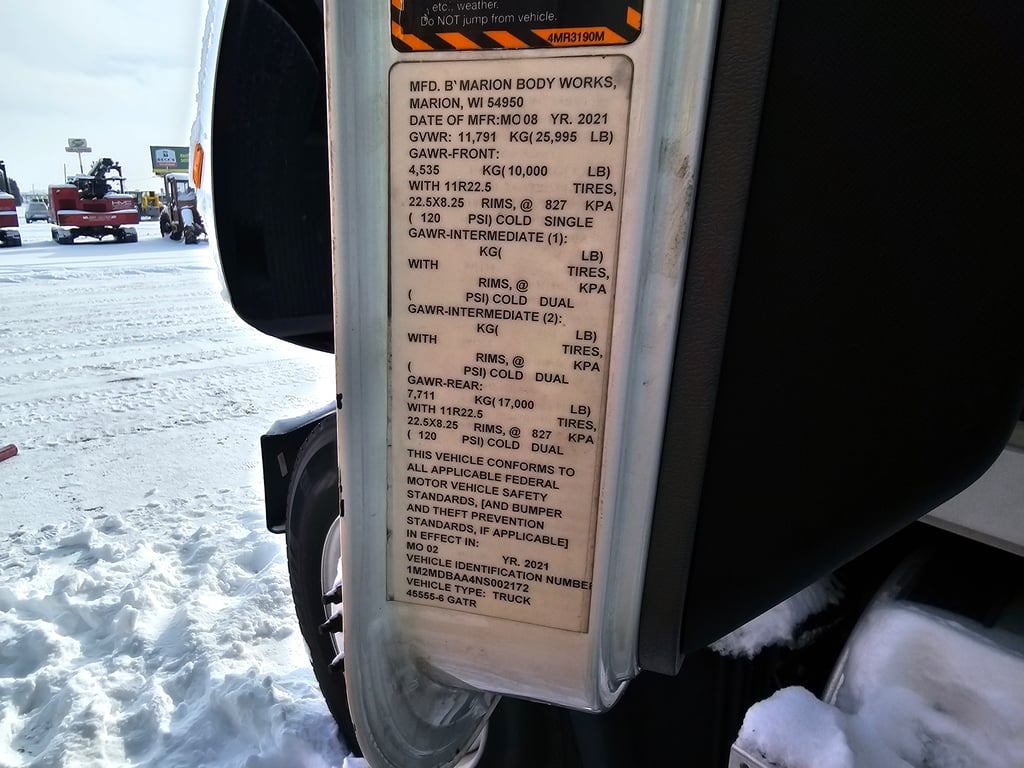 etc., weather.
Do NOT jump from vehicle.
4MR3190M
MFD. B' MARION BODY WORKS,
MARION, WI 54950
DATE OF MFR:MO 08 YR. 2021
GVWR: 11,791 KG( 25,995 LB)
GAWR-FRONT:
4,535 KG( 10,000 LB)
WITH 11R22.5 TIRES,
22.5X8.25 RIMS, @ 827 KPA
( 120 PSI) COLD SINGLE
GAWR-INTERMEDIATE (1):
KG( LB)
WITH TIRES,
RIMS, @ KPA
( PSI) COLD DUAL
GAWR-INTERMEDIATE (2):
KG( LB)
WITH TIRES,
RIMS, @ KPA
( PSI) COLD DUAL
GAWR-REAR:
7,711 KG( 17,000 LB)
WITH 11R22.5 TIRES,
22.5X8.25 RIMS, @ 827 KPA
( 120 PSI) COLD DUAL
THIS VEHICLE CONFORMS TO
ALL APPLICABLE FEDERAL
MOTOR VEHICLE SAFETY
STANDARDS, [AND BUMPER
AND THEFT PREVENTION
STANDARDS, IF APPLICABLE]
IN EFFECT IN:
MO 02 YR. 2021
VEHICLE IDENTIFICATION NUMBER
1M2MDBAA4NS002172
VEHICLE TYPE: TRUCK
45555-6 GATR